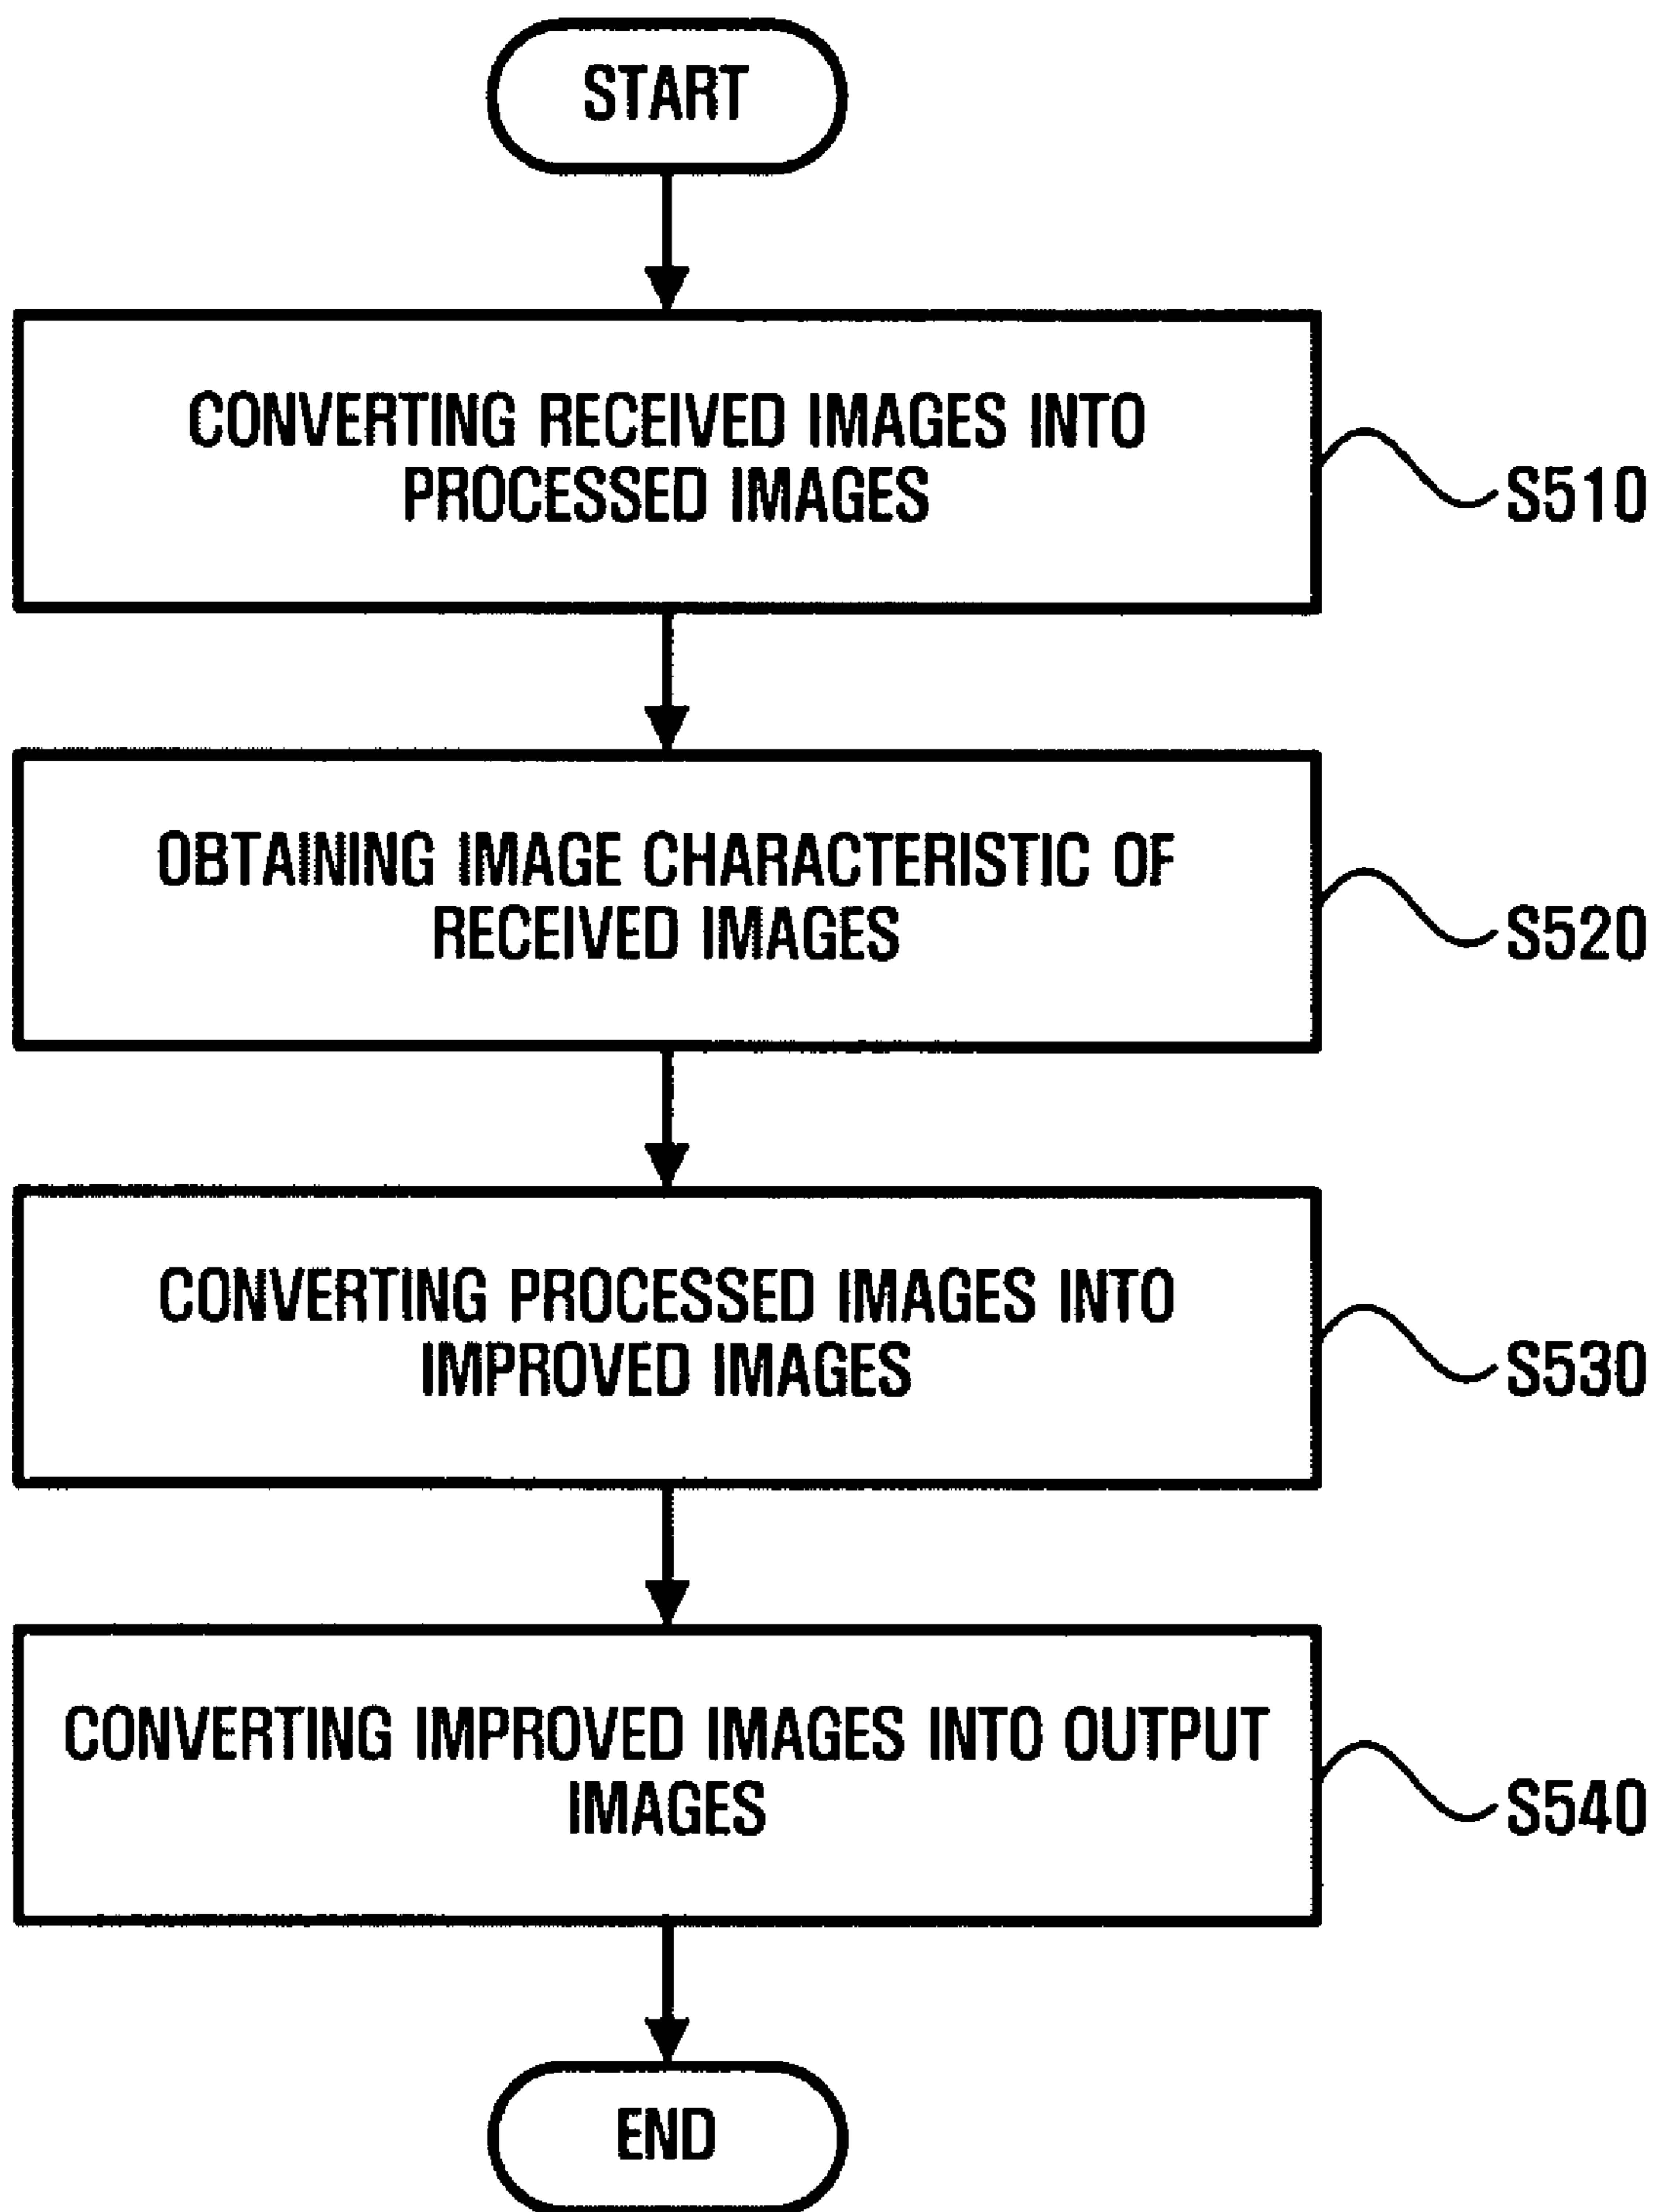 START
CONVERTING RECEIVED IMAGES INTO
PROCESSED IMAGES
S510
OBTAINING IMAGE CHARACTERISTIC OF
RECEIVED IMAGES
S520
CONVERTING PROCESSED IMAGES INTO
IMPROVED IMAGES
S530
CONVERTING IMPROVED IMAGES INTO OUTPUT
IMAGES
S540
END